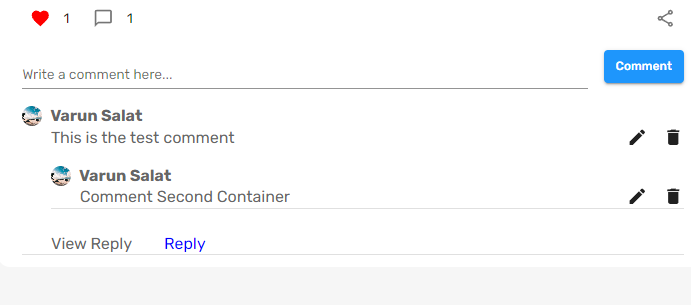 1 1
Write a comment here...
Comment
Varun Salat
This is the test comment
Varun Salat
Comment Second Container
View Reply Reply